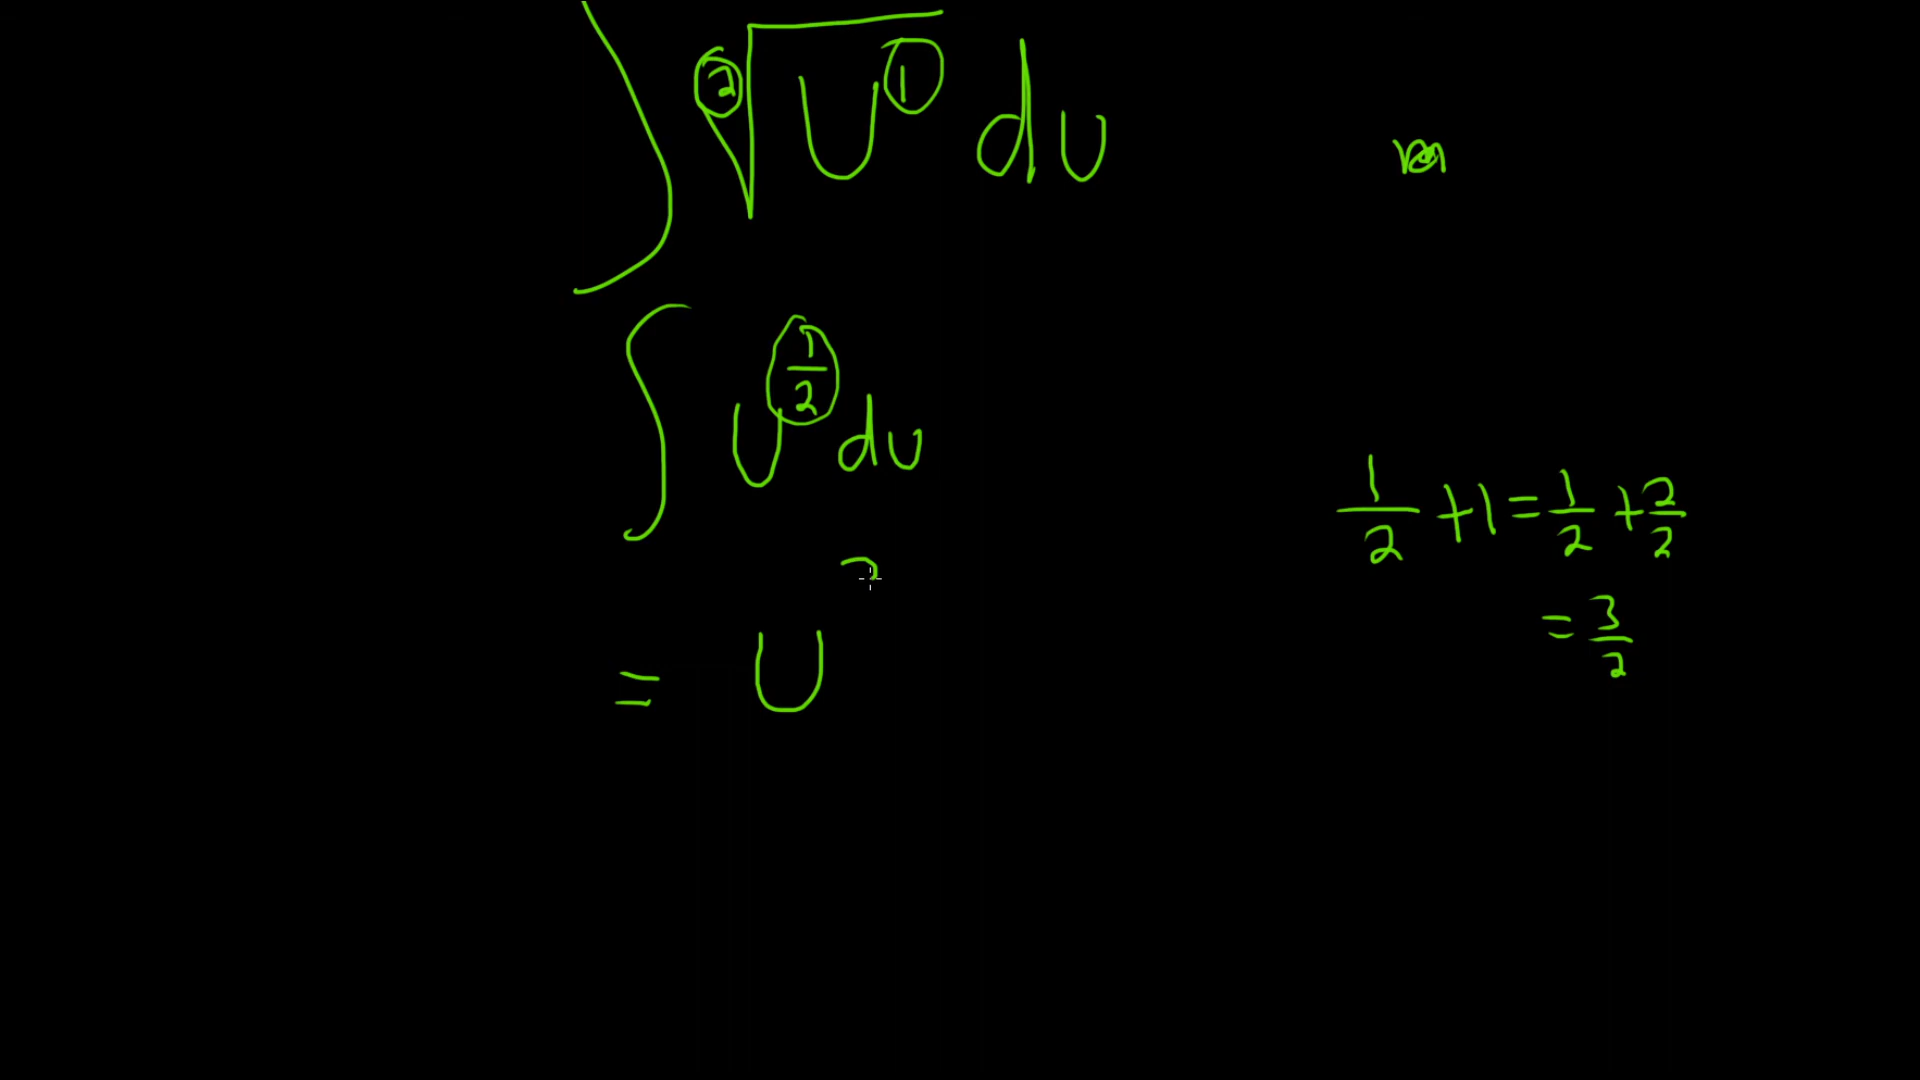 ∫ ²√U¹ du
∫ U^{1/2} du
1/2 + 1 = 1/2 + 2/2
= 3/2
= U